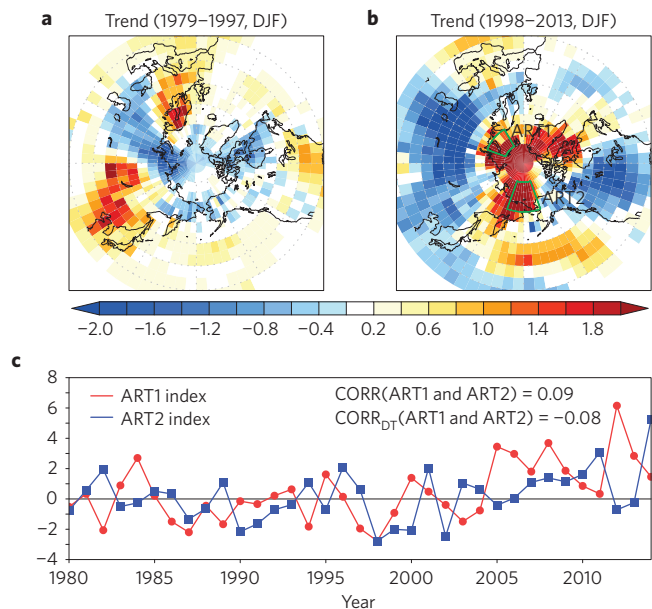 a Trend (1979–1997, DJF)
b Trend (1998–2013, DJF)
ART1
ART2
−2.0 −1.6 −1.2 −0.8 −0.4 0.2 0.6 1.0 1.4 1.8
c
8
6
4
2
0
−2
−4
ART1 index
ART2 index
CORR(ART1 and ART2) = 0.09
CORR_DT(ART1 and ART2) = −0.08
1980 1985 1990 1995 2000 2005 2010
Year